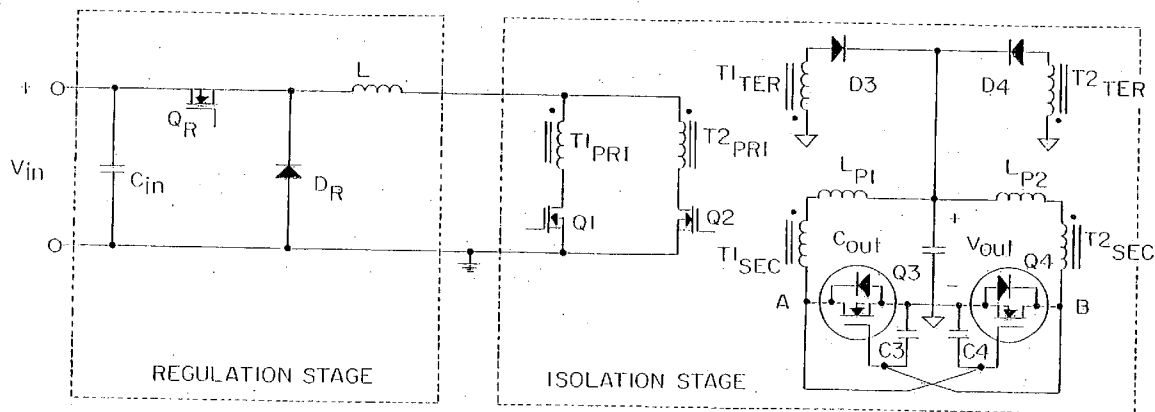 +
Vin
Cin
QR
DR
L
T1PRI
T2PRI
Q1
Q2
T1TER
D3
D4
T2TER
LP1
LP2
+
T1SEC
Cout
Vout
T2SEC
Q3
Q4
-
A
B
C3
C4
REGULATION STAGE
ISOLATION STAGE